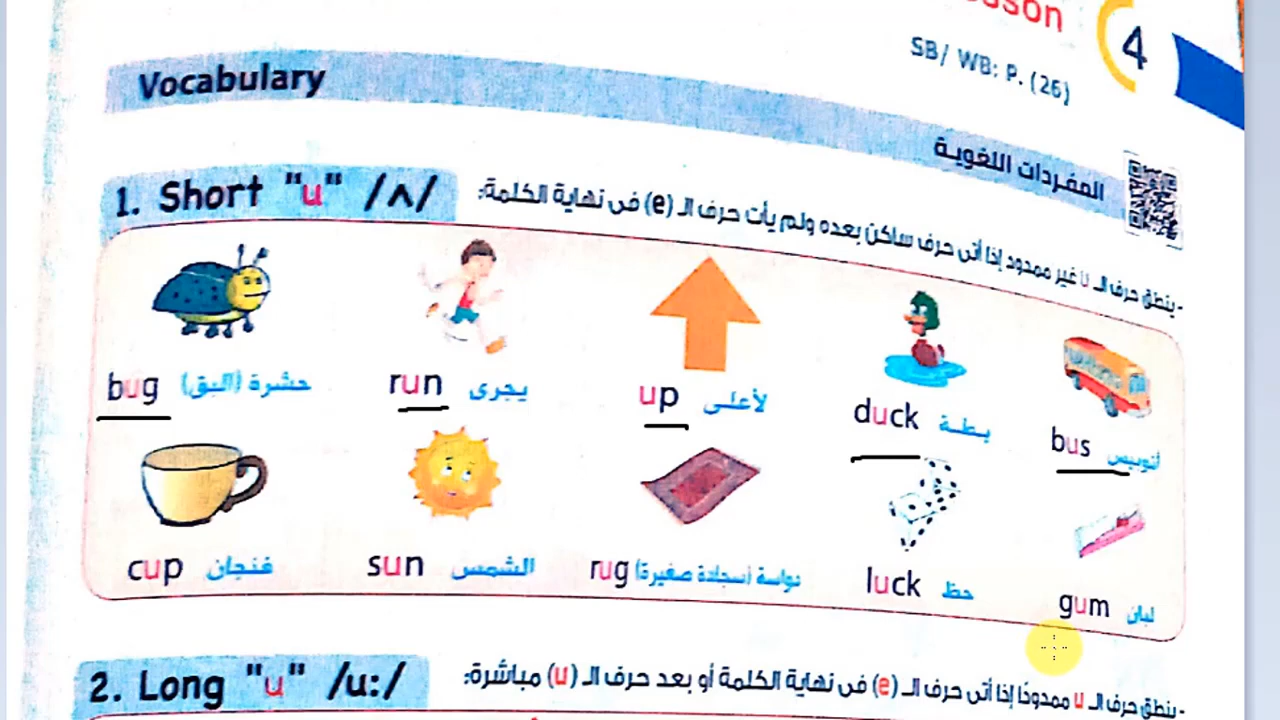 4
SB/ WB: P. (26)
Vocabulary
المفردات اللغوية
1. Short "u" /ʌ/
- ينطق حرف الـ u غير ممدود إذا أتى حرف ساكن بعده ولم يأت حرف الـ (e) فى نهاية الكلمة:
bug حشرة (البق) run يجرى up لأعلى duck بطة bus أتوبيس
cup فنجان sun الشمس rug دواسة (سجادة صغيرة) luck حظ gum لبان
2. Long "u" /u:/
- ينطق حرف الـ u ممدودًا إذا أتى حرف الـ (e) فى نهاية الكلمة أو بعد حرف الـ (u) مباشرة: